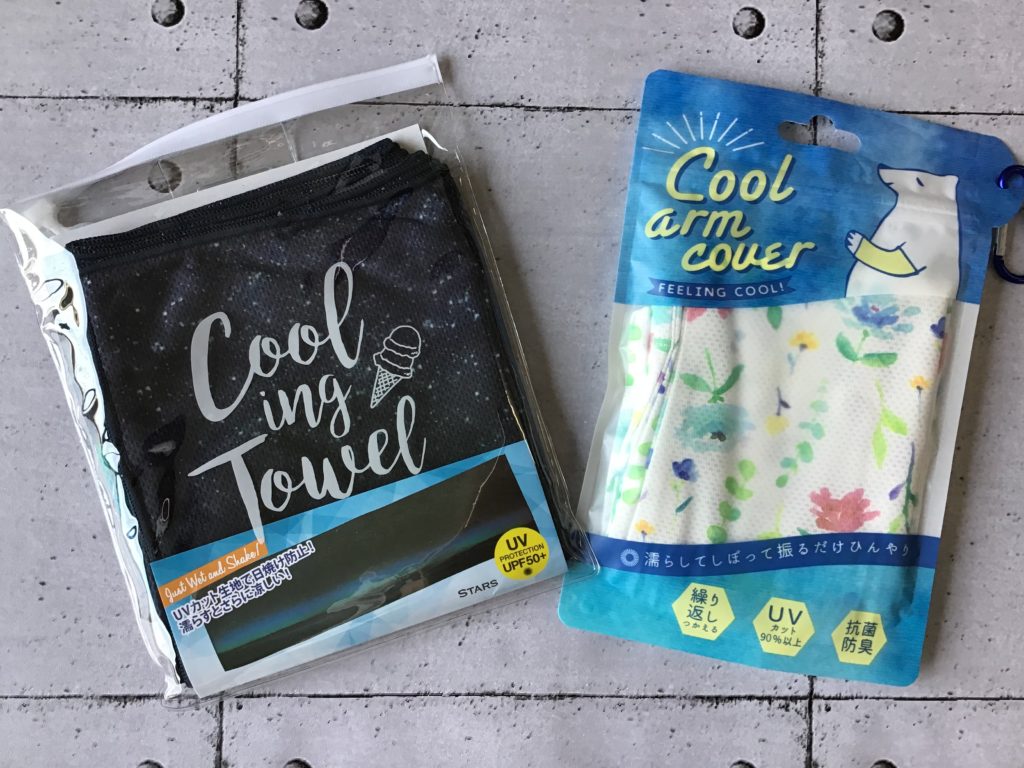 Cool
ing
Towel
Just Wet and Shake!
UVカット生地で日焼け防止!
濡らすとさらに涼しい!
UV
PROTECTION
UPF50+
STARS
Cool
arm
cover
FEELING COOL!
濡らしてしぼって振るだけひんやり
繰り
返し
つかえる
UV
カット
90%以上
抗菌
防臭